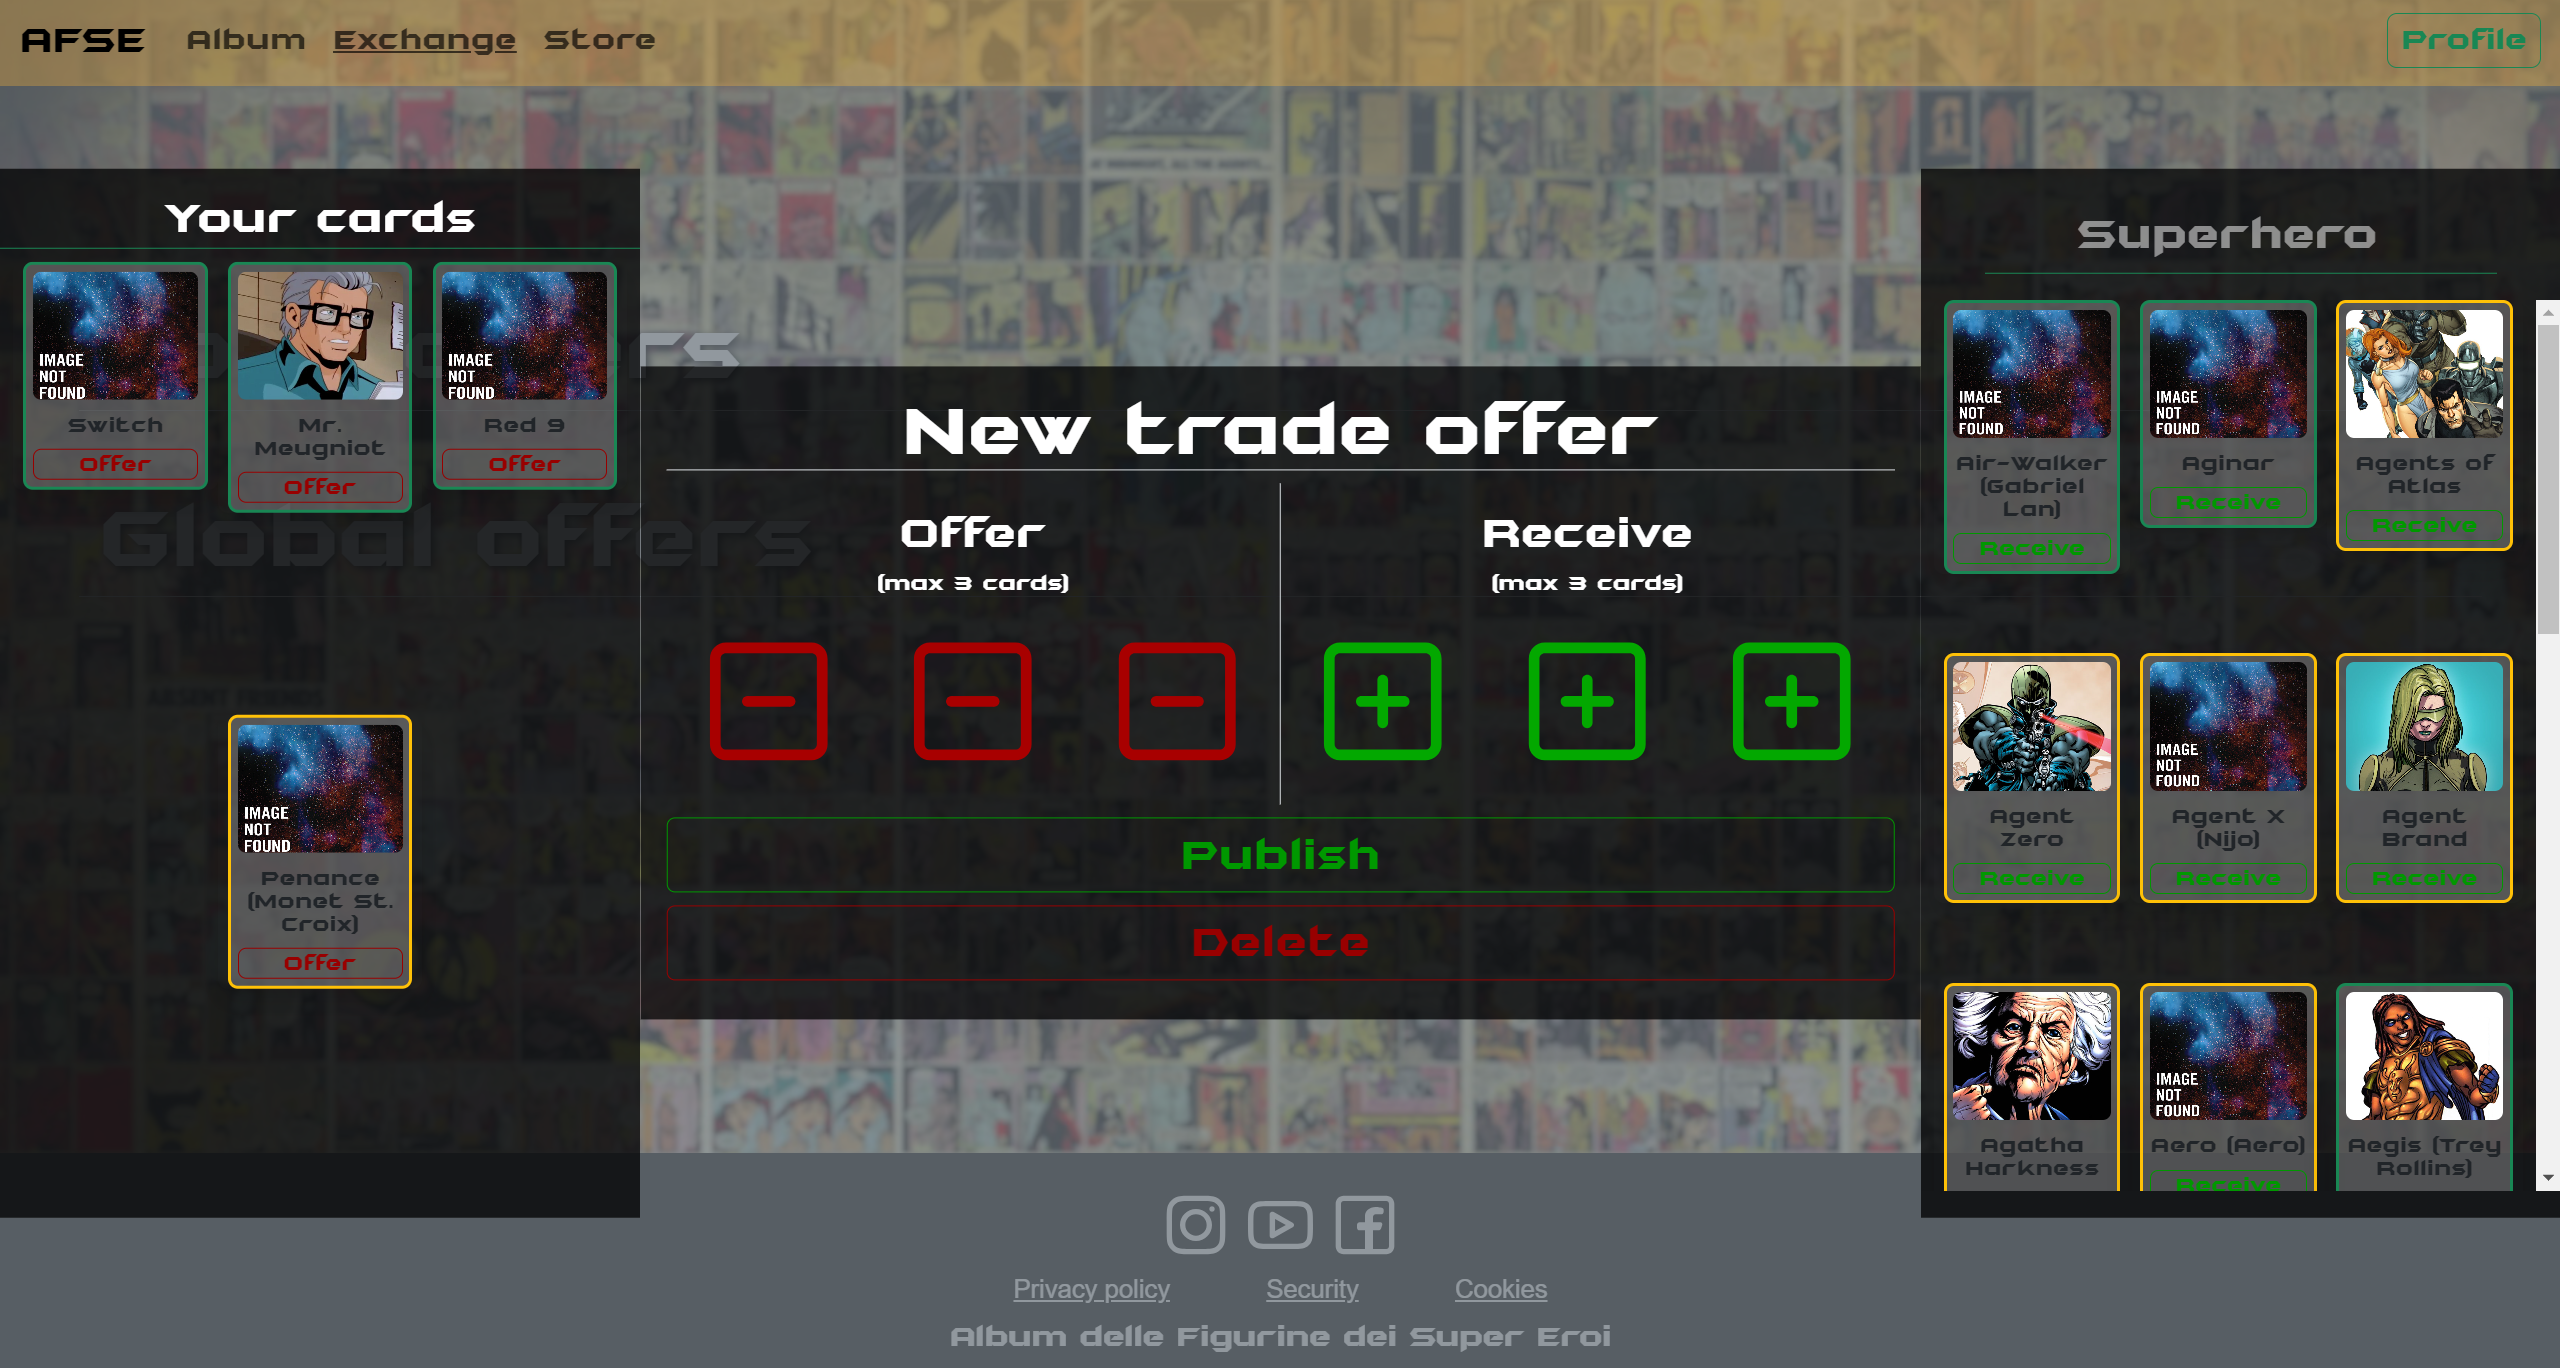 AFSE Album Exchange Store Profile
Your cards
IMAGE
NOT
FOUND
Switch
Offer
Mr.
Meugniot
Offer
IMAGE
NOT
FOUND
Red 9
Offer
Global offers
IMAGE
NOT
FOUND
Penance
(Monet St.
Croix)
Offer
New trade offer
Offer
(max 3 cards)
Receive
(max 3 cards)
Publish
Delete
Superhero
IMAGE
NOT
FOUND
Air-Walker
(Gabriel
Lan)
Receive
IMAGE
NOT
FOUND
Aginar
Receive
Agents of
Atlas
Receive
Agent
Zero
Receive
IMAGE
NOT
FOUND
Agent X
(Nijo)
Receive
Agent
Brand
Receive
Agatha
Harkness
IMAGE
NOT
FOUND
Aero (Aero)
Receive
Aegis (Trey
Rollins)
Privacy policy Security Cookies
Album delle Figurine dei Super Eroi